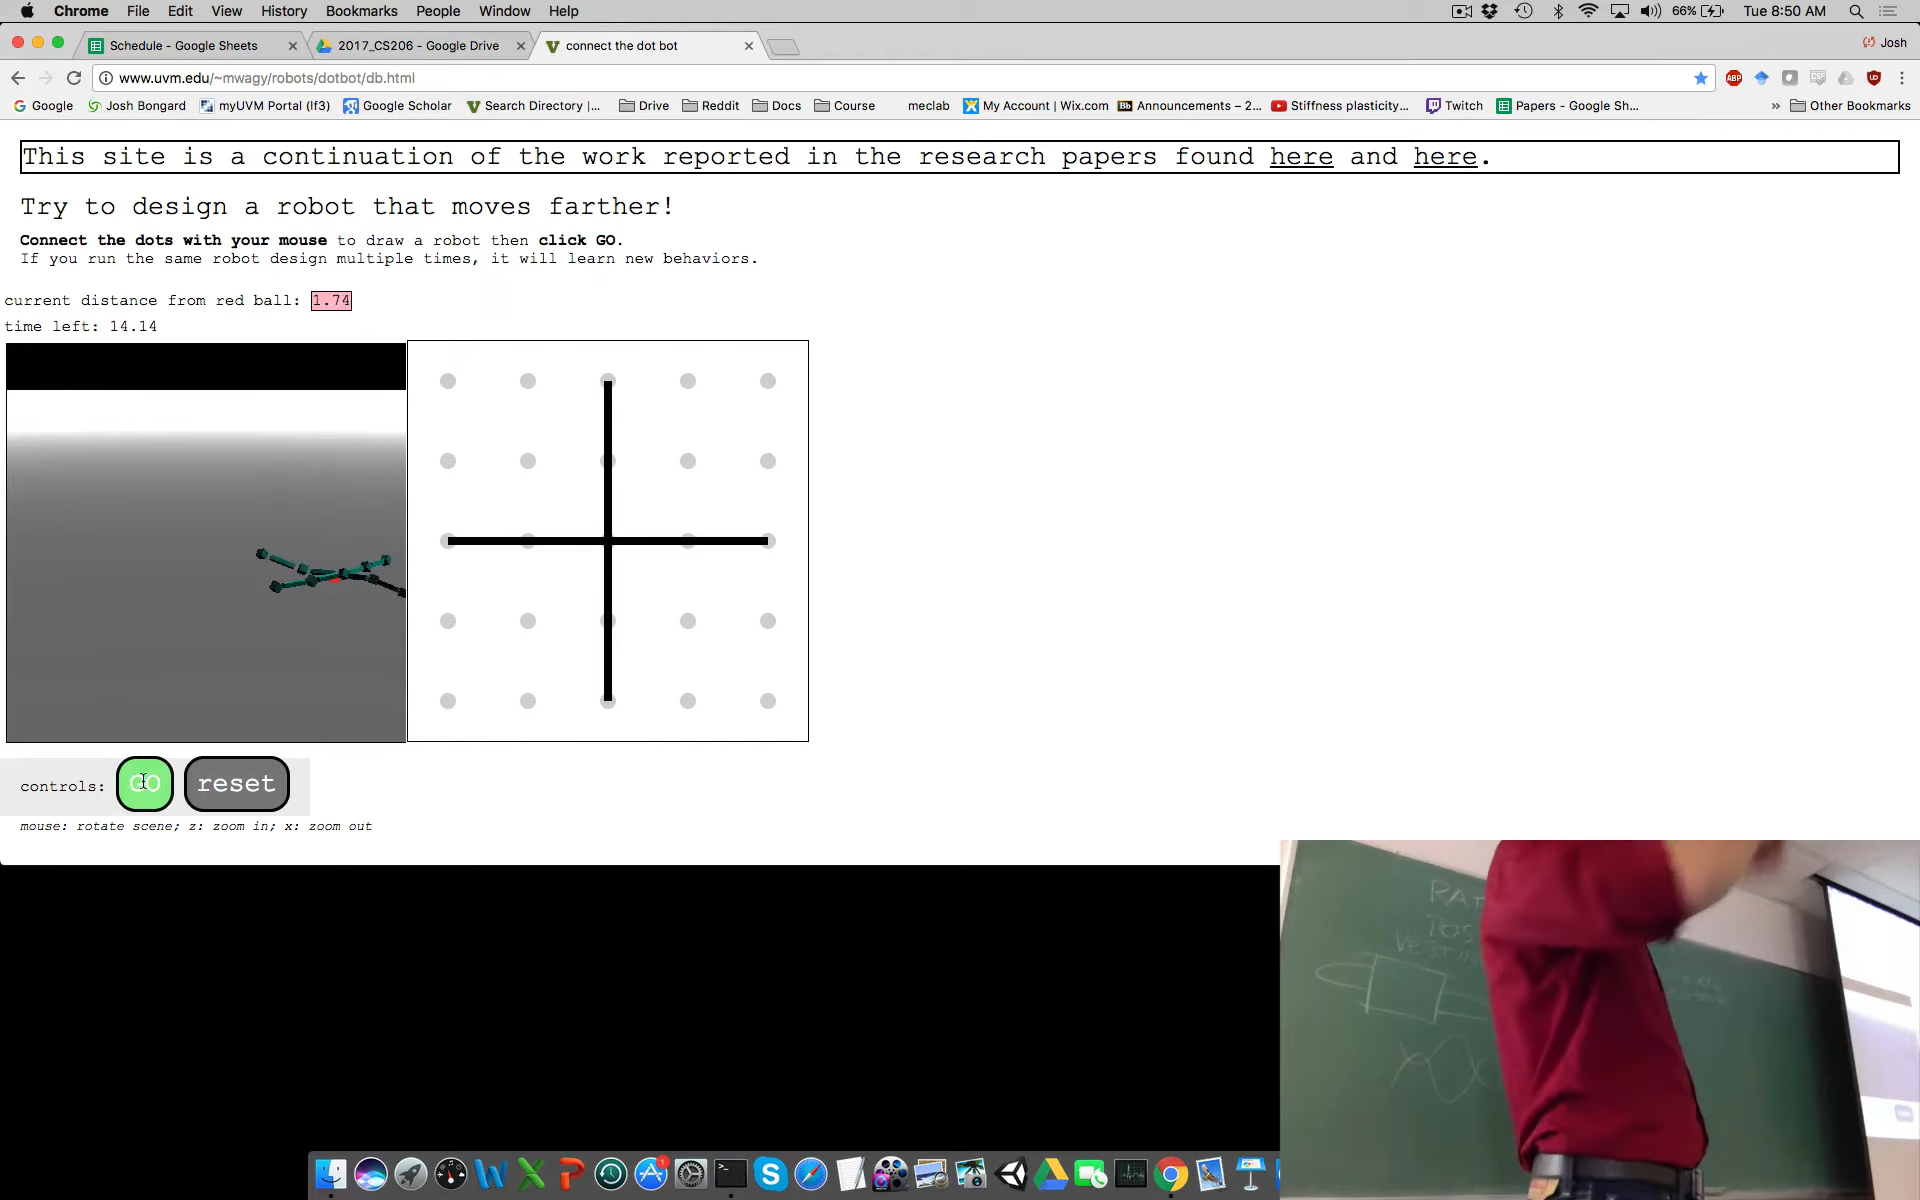 Chrome File Edit View History Bookmarks People Window Help 66% Tue 8:50 AM
Schedule - Google Sheets 2017_CS206 - Google Drive connect the dot bot Josh
www.uvm.edu/~mwagy/robots/dotbot/db.html
Google Josh Bongard myUVM Portal (lf3) Google Scholar Search Directory |... Drive Reddit Docs Course meclab My Account | Wix.com Announcements – 2... Stiffness plasticity... Twitch Papers - Google Sh... » Other Bookmarks
This site is a continuation of the work reported in the research papers found here and here.
Try to design a robot that moves farther!
Connect the dots with your mouse to draw a robot then click GO.
If you run the same robot design multiple times, it will learn new behaviors.
current distance from red ball: 1.74
time left: 14.14
controls: GO reset
mouse: rotate scene; z: zoom in; x: zoom out